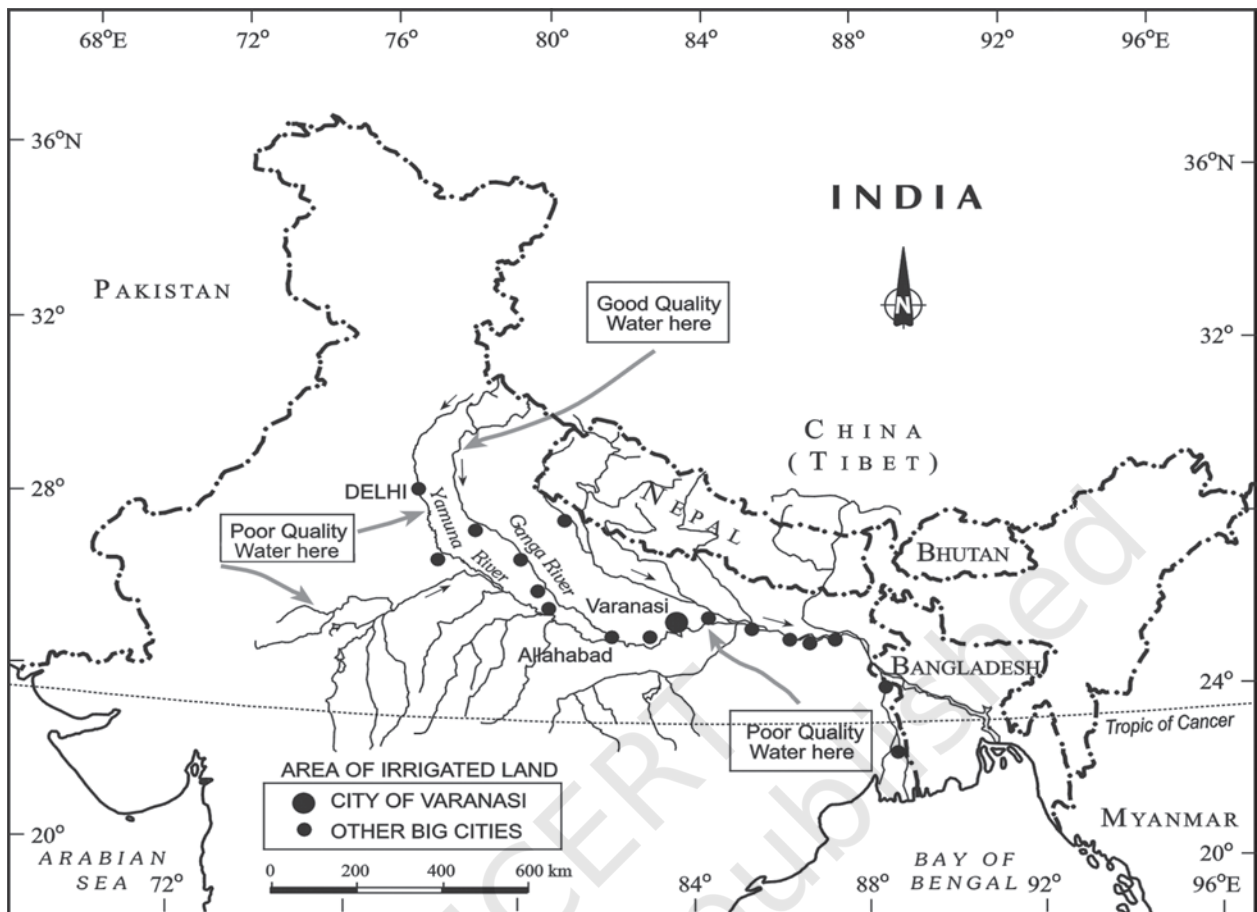 68°E 72° 76° 80° 84° 88° 92° 96°E
36°N
36°N
INDIA
PAKISTAN
Good Quality
Water here
N
32°
32°
CHINA
(TIBET)
28°
DELHI
28°
NEPAL
Poor Quality
Water here
Yamuna
River
Ganga River
BHUTAN
Varanasi
Allahabad
BANGLADESH
24°
Tropic of Cancer
Poor Quality
Water here
AREA OF IRRIGATED LAND
CITY OF VARANASI
OTHER BIG CITIES
MYANMAR
20°
20°
0 200 400 600 km
ARABIAN
SEA
BAY OF
BENGAL
72° 84° 88° 92° 96°E
published